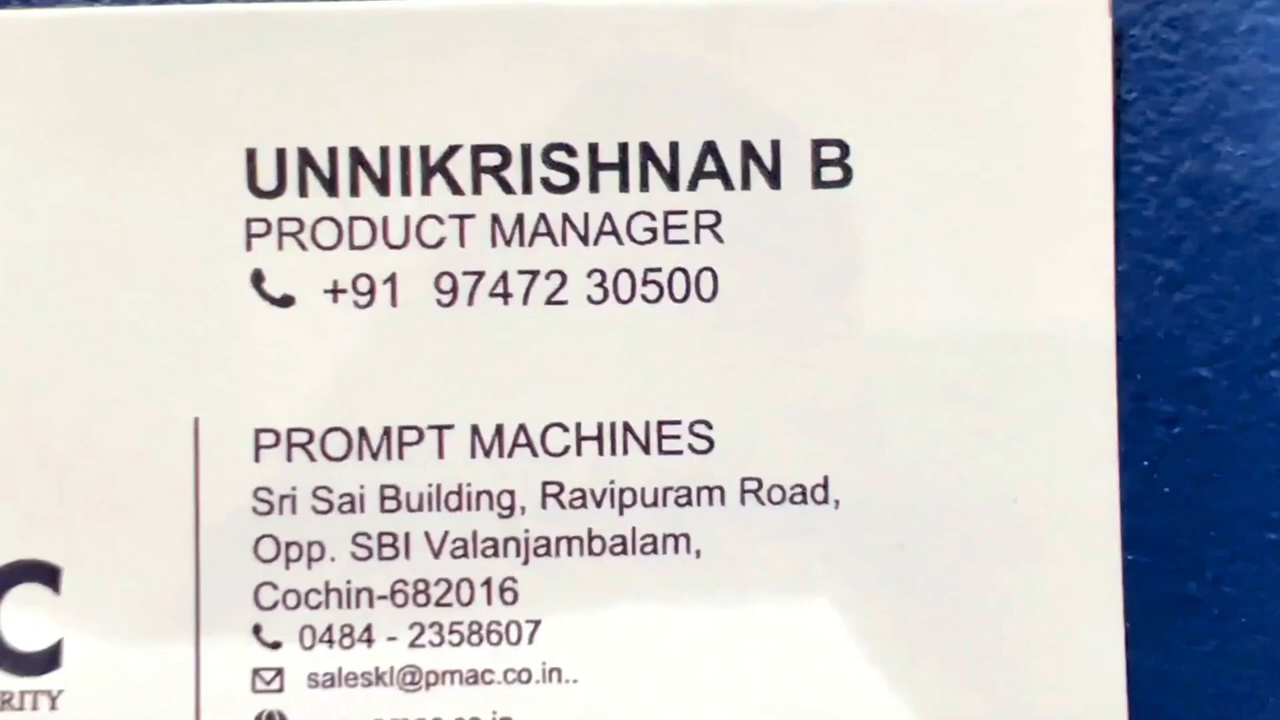 UNNIKRISHNAN B
PRODUCT MANAGER
+91 97472 30500
PROMPT MACHINES
Sri Sai Building, Ravipuram Road,
Opp. SBI Valanjambalam,
Cochin-682016
0484 - 2358607
saleskl@pmac.co.in..
C
RITY